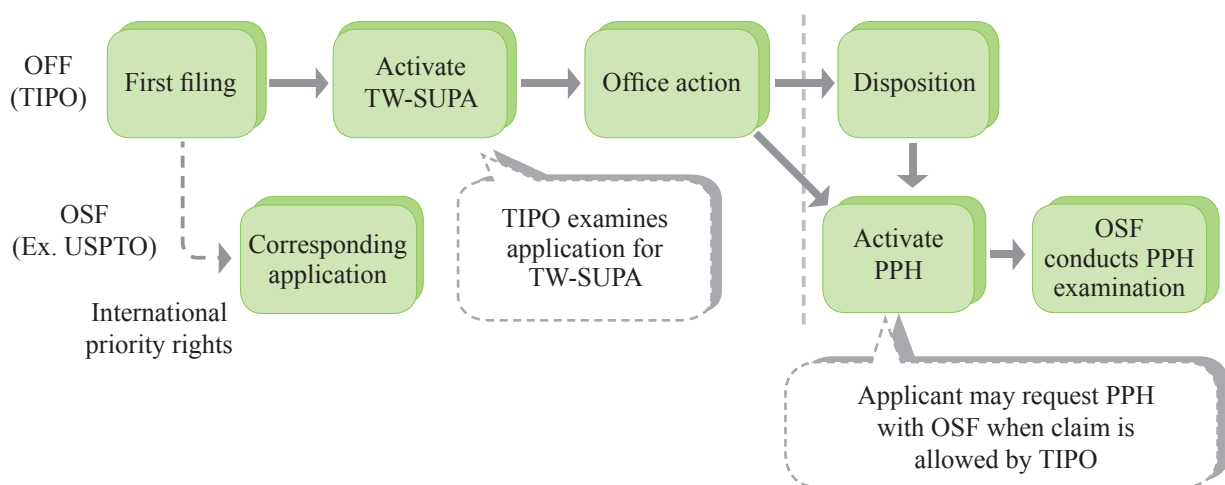 OFF
(TIPO)
First filing
Activate
TW-SUPA
Office action
Disposition
OSF
(Ex. USPTO)
Corresponding
application
International
priority rights
TIPO examines
application for
TW-SUPA
Activate
PPH
OSF
conducts PPH
examination
Applicant may request PPH
with OSF when claim is
allowed by TIPO